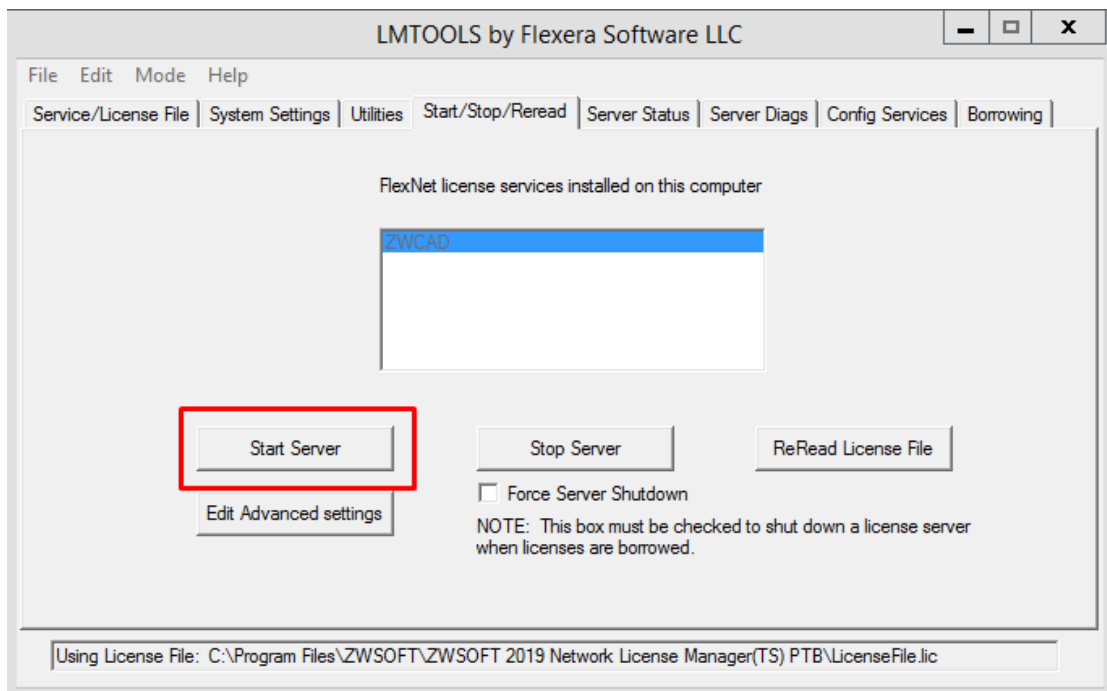 LMTOOLS by Flexera Software LLC
File Edit Mode Help
Service/License File System Settings Utilities Start/Stop/Reread Server Status Server Diags Config Services Borrowing
FlexNet license services installed on this computer
ZWCAD
Start Server Stop Server ReRead License File
Force Server Shutdown
Edit Advanced settings
NOTE: This box must be checked to shut down a license server
when licenses are borrowed.
Using License File: C:\Program Files\ZWSOFT\ZWSOFT 2019 Network License Manager(TS) PTB\LicenseFile.lic